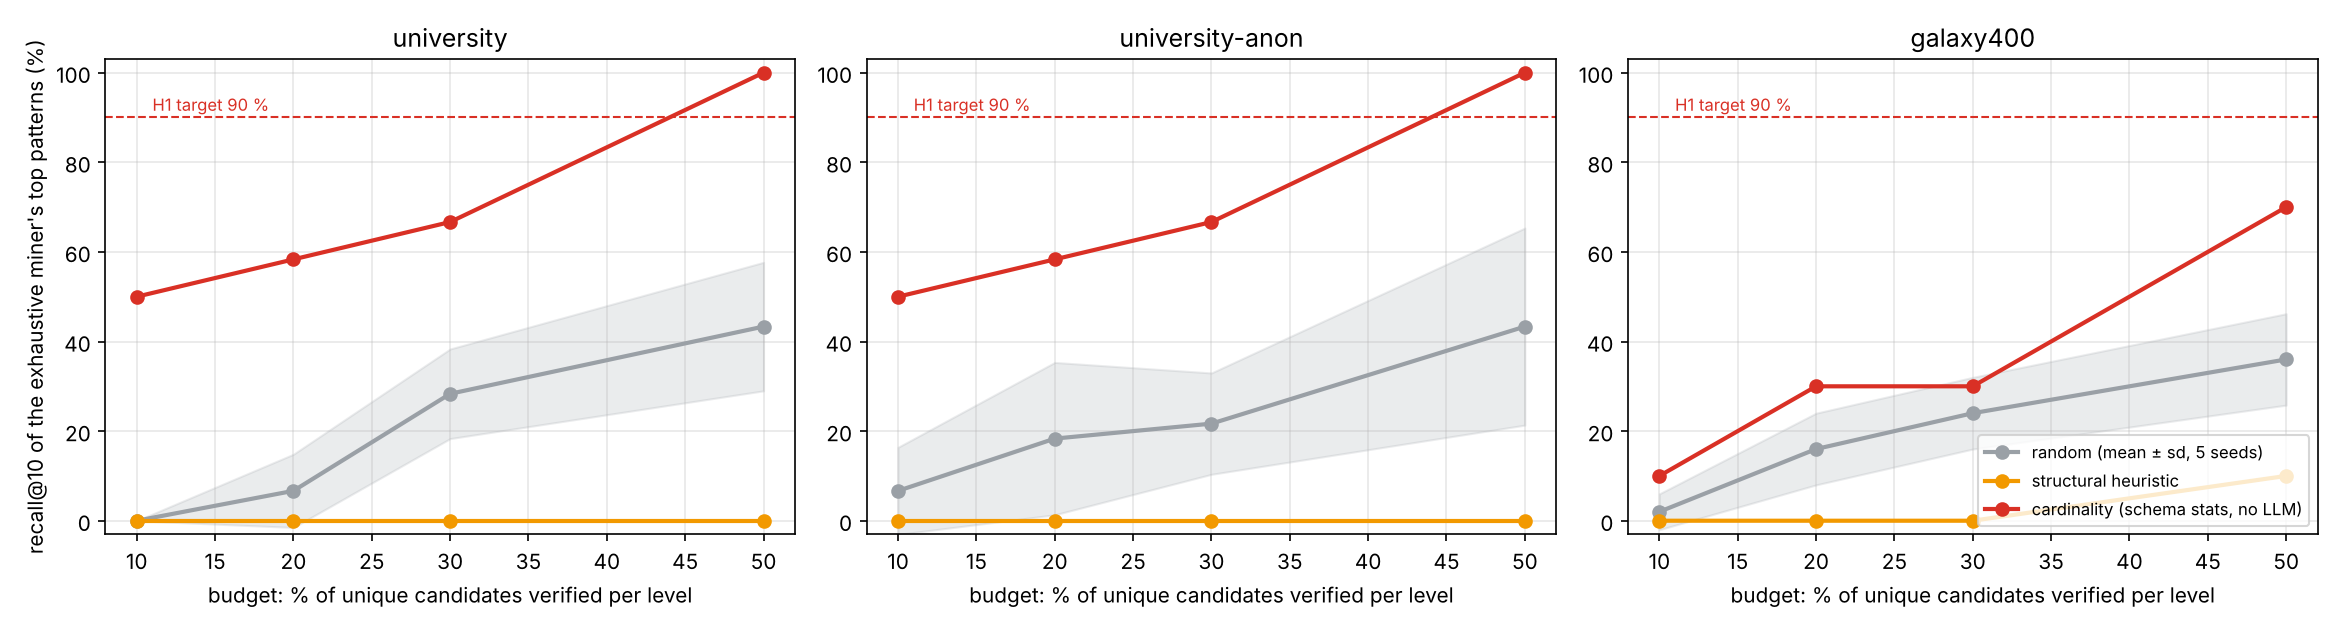 university
university-anon
galaxy400
recall@10 of the exhaustive miner's top patterns (%)
100
80
60
40
20
0
H1 target 90 %
10 15 20 25 30 35 40 45 50
budget: % of unique candidates verified per level
100
80
60
40
20
0
H1 target 90 %
10 15 20 25 30 35 40 45 50
budget: % of unique candidates verified per level
100
80
60
40
20
0
H1 target 90 %
random (mean ± sd, 5 seeds)
structural heuristic
cardinality (schema stats, no LLM)
10 15 20 25 30 35 40 45 50
budget: % of unique candidates verified per level